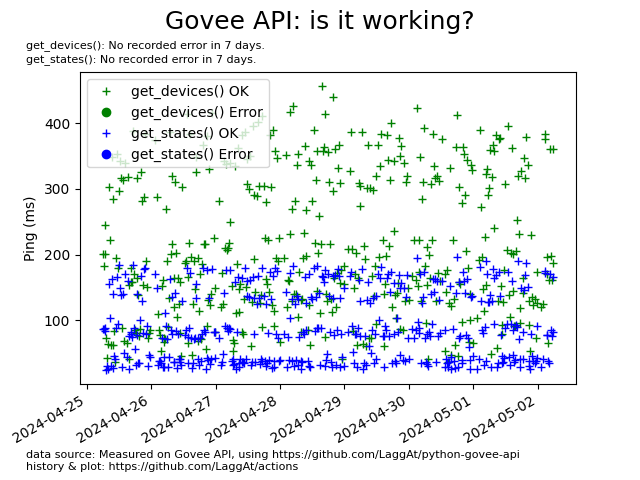 Govee API: is it working?
get_devices(): No recorded error in 7 days.
get_states(): No recorded error in 7 days.
get_devices() OK
get_devices() Error
get_states() OK
get_states() Error
Ping (ms)
400
300
200
100
2024-04-25
2024-04-26
2024-04-27
2024-04-28
2024-04-29
2024-04-30
2024-05-01
2024-05-02
data source: Measured on Govee API, using https://github.com/LaggAt/python-govee-api
history & plot: https://github.com/LaggAt/actions